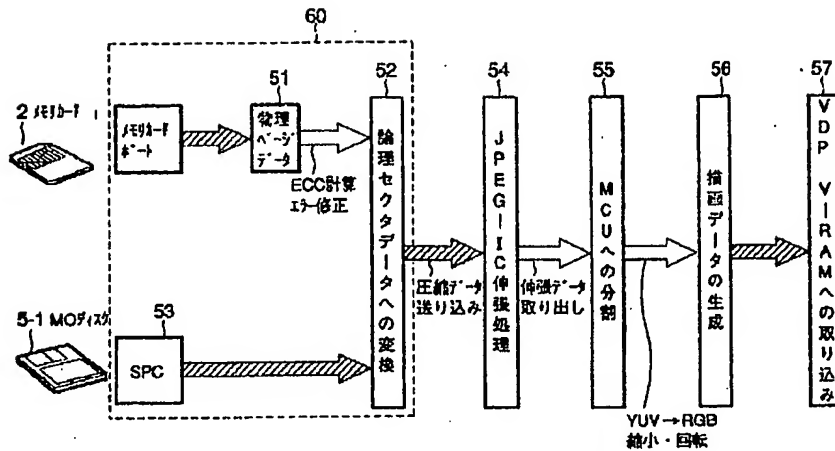 60
2 メモリカード
メモリカード
ポート
51
物理
ページ
データ
ECC計算
エラー修正
52
論理セクタデータへの変換
5-1 MOディスク
53
SPC
圧縮データ
送り込み
54
JPEG-IC伸張処理
伸張データ
取り出し
55
MCUへの分割
YUV→RGB
縮小・回転
56
描画データの生成
57
VDP VIRAMへの取り込み